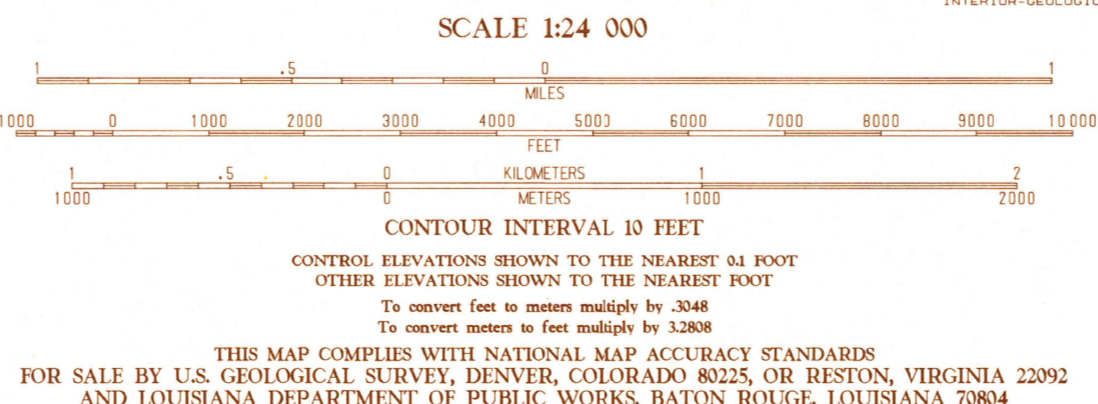 INTERIOR-GEOLOGIC
SCALE 1:24 000
1 .5 0 1
MILES
1000 0 1000 2000 3000 4000 5000 6000 7000 8000 9000 10 000
FEET
1 .5 0 KILOMETERS 1 2
1000 0 METERS 1000 2000
CONTOUR INTERVAL 10 FEET
CONTROL ELEVATIONS SHOWN TO THE NEAREST 0.1 FOOT
OTHER ELEVATIONS SHOWN TO THE NEAREST FOOT
To convert feet to meters multiply by .3048
To convert meters to feet multiply by 3.2808
THIS MAP COMPLIES WITH NATIONAL MAP ACCURACY STANDARDS
FOR SALE BY U.S. GEOLOGICAL SURVEY, DENVER, COLORADO 80225, OR RESTON, VIRGINIA 22092
AND LOUISIANA DEPARTMENT OF PUBLIC WORKS, BATON ROUGE, LOUISIANA 70804